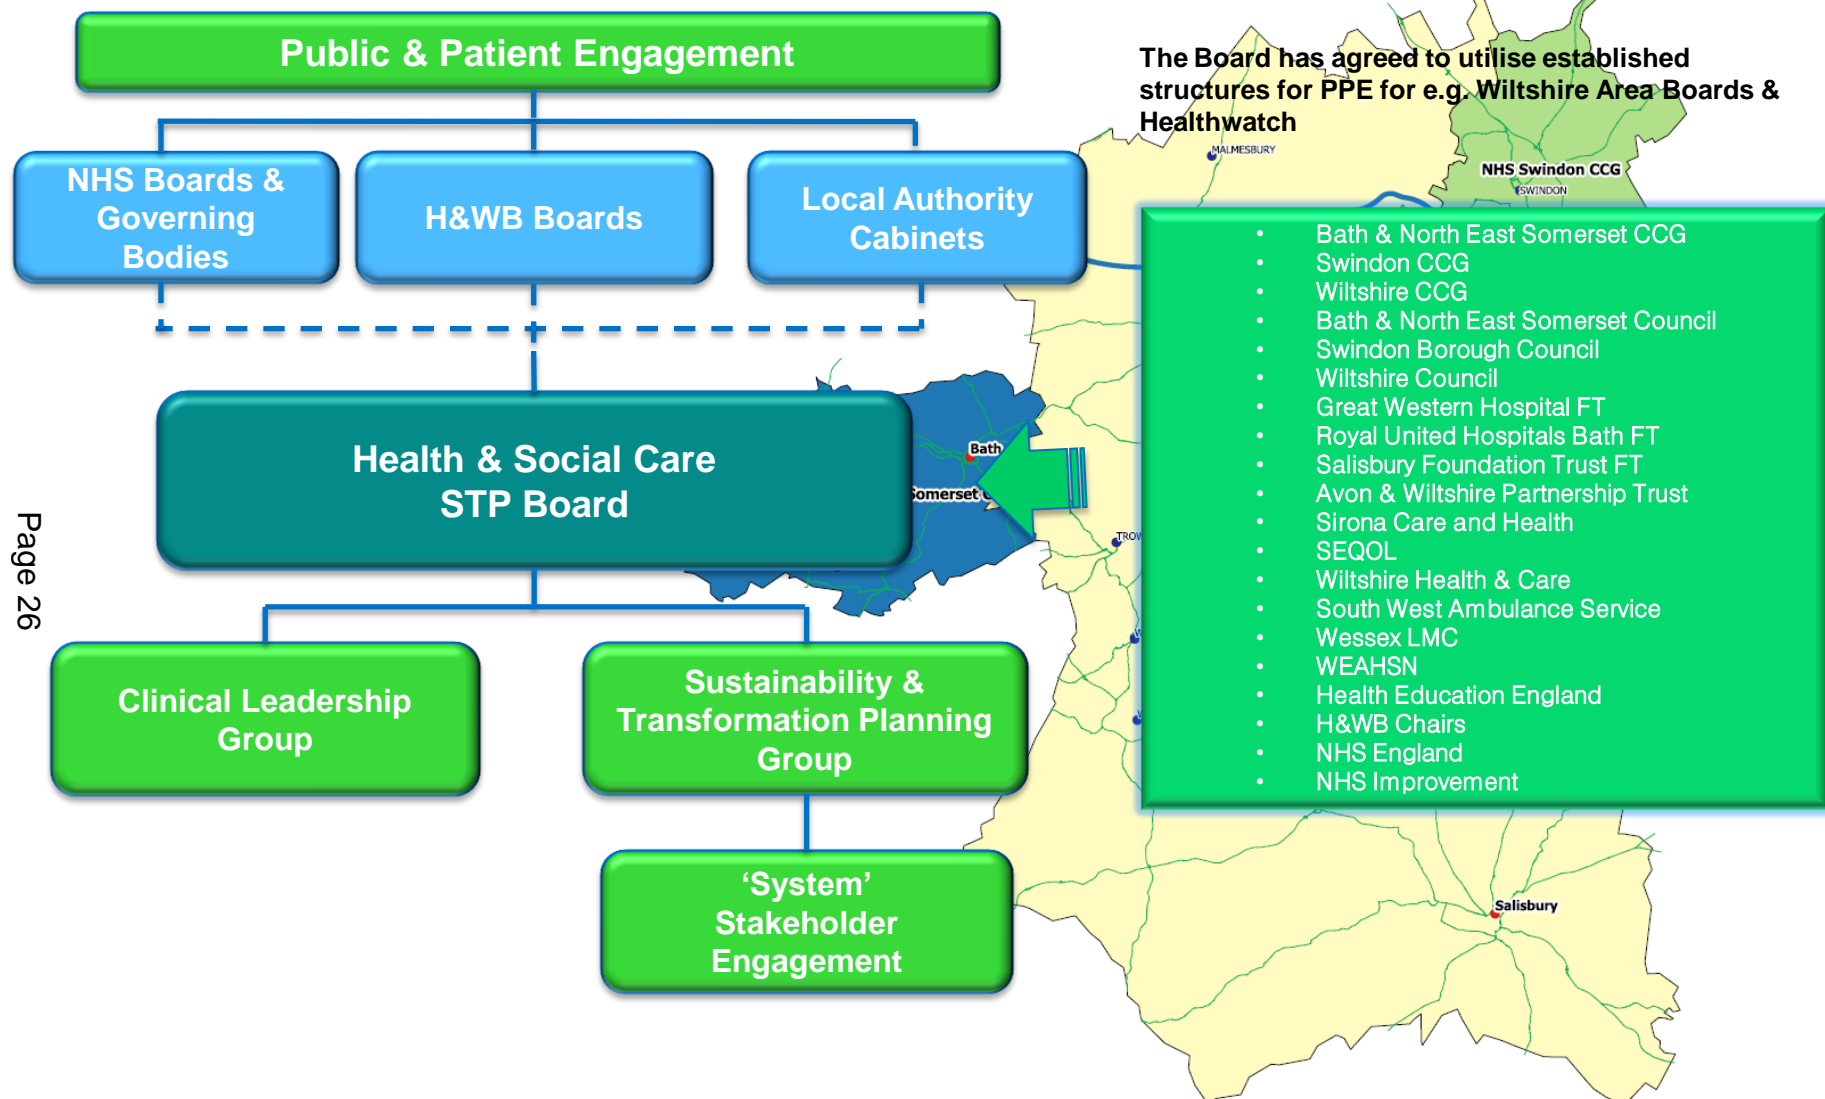 Public & Patient Engagement
The Board has agreed to utilise established
structures for PPE for e.g. Wiltshire Area Boards &
Healthwatch
NHS Boards &
Governing
Bodies
H&WB Boards
Local Authority
Cabinets
Health & Social Care
STP Board
Clinical Leadership
Group
Sustainability &
Transformation Planning
Group
‘System’
Stakeholder
Engagement
MALMESBURY
NHS Swindon CCG
SWINDON
• Bath & North East Somerset CCG
• Swindon CCG
• Wiltshire CCG
• Bath & North East Somerset Council
• Swindon Borough Council
• Wiltshire Council
• Great Western Hospital FT
• Royal United Hospitals Bath FT
• Salisbury Foundation Trust FT
• Avon & Wiltshire Partnership Trust
• Sirona Care and Health
• SEQOL
• Wiltshire Health & Care
• South West Ambulance Service
• Wessex LMC
• WEAHSN
• Health Education England
• H&WB Chairs
• NHS England
• NHS Improvement
Bath
Somerset
TROW
Salisbury
Page 26